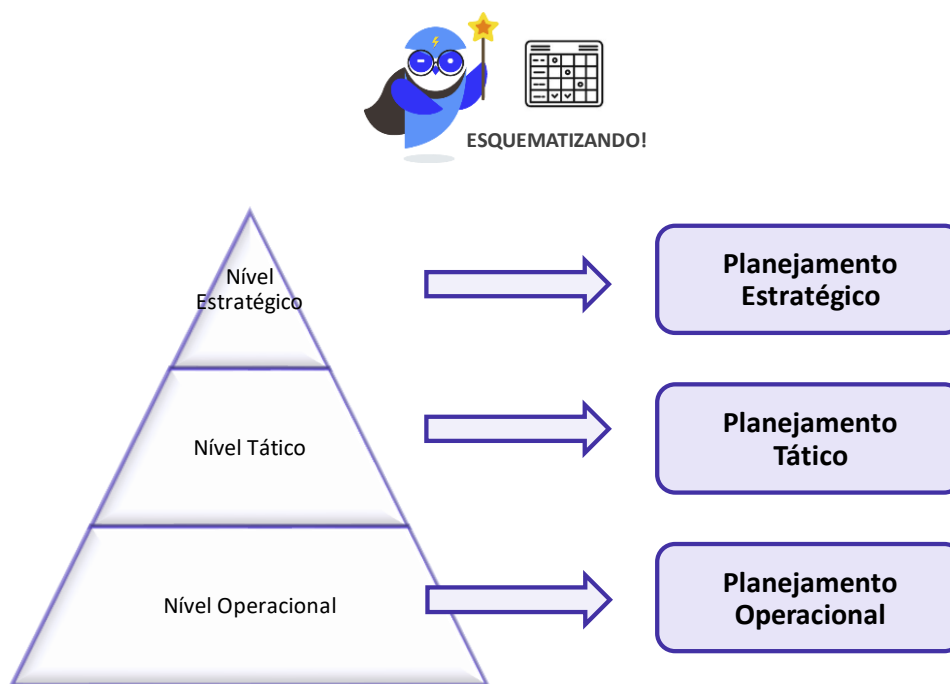 ESQUEMATIZANDO!
Nível
Estratégico
Planejamento
Estratégico
Nível Tático
Planejamento
Tático
Nível Operacional
Planejamento
Operacional